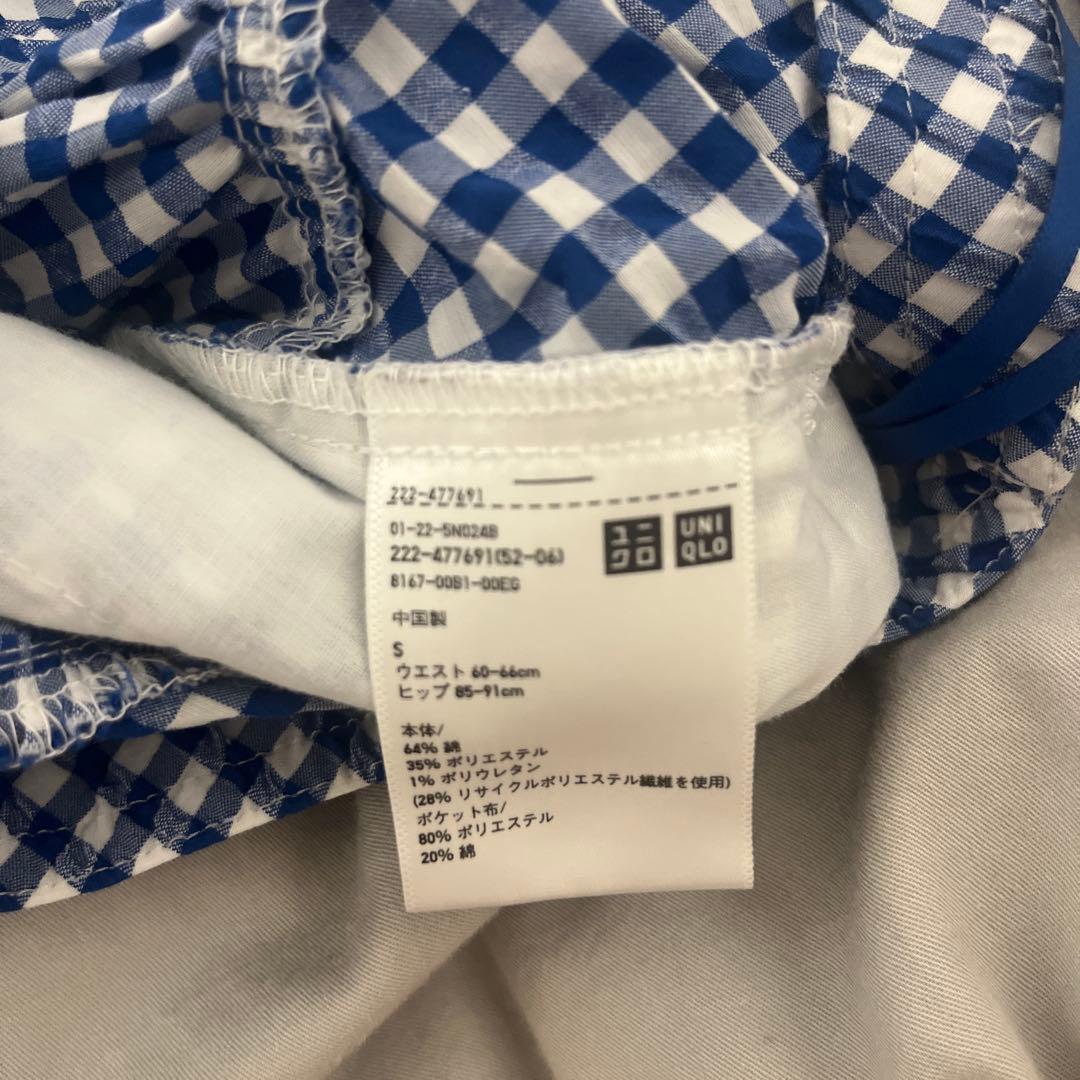 222-477691
01-22-5N024B
222-477691(52-06)
8167-00B1-00EG
ユニ
クロ
UNI
QLO
中国製
S
ウエスト 60-66cm
ヒップ 85-91cm
本体/
64% 綿
35% ポリエステル
1% ポリウレタン
(28% リサイクルポリエステル繊維を使用)
ポケット布/
80% ポリエステル
20% 綿